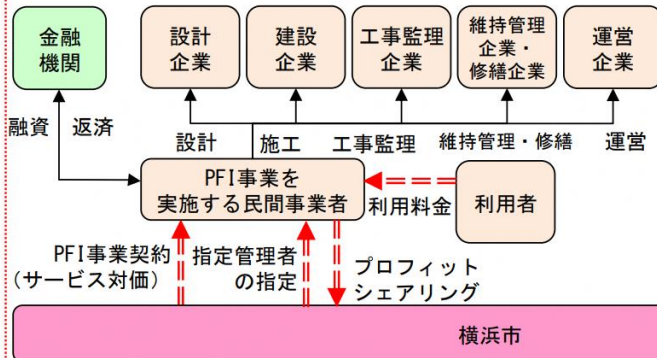 金融
機関
設計
企業
建設
企業
工事監理
企業
維持管理
企業・
修繕企業
運営
企業
融資
返済
設計
施工
工事監理
維持管理・修繕
運営
PFI事業を
実施する民間事業者
利用料金
利用者
PFI事業契約
(サービス対価)
指定管理者
の指定
プロフィット
シェアリング
横浜市